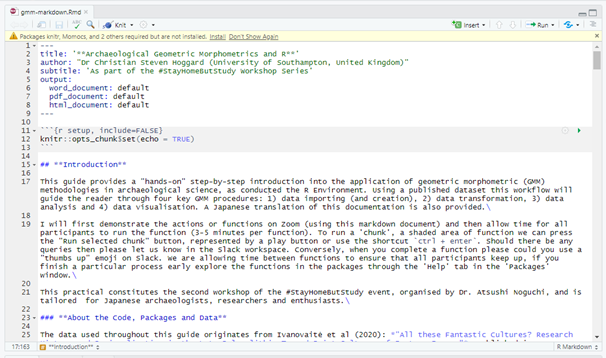 gmm-markdown.Rmd
Knit
Insert
Run
Packages knitr, Momocs, and 2 others required but are not installed. Install Don't Show Again
1 ---
2 title: '**Archaeological Geometric Morphometrics and R**'
3 author: "Dr Christian Steven Hoggard (University of Southampton, United Kingdom)"
4 subtitle: 'As part of the #StayHomeButStudy Workshop Series'
5 output:
6 word_document: default
7 pdf_document: default
8 html_document: default
9 ---
10
11 ```{r setup, include=FALSE}
12 knitr::opts_chunk$set(echo = TRUE)
13 ```
14
15 ## **Introduction**
16
17 This guide provides a "hands-on" step-by-step introduction into the application of geometric morphometric (GMM)
methodologies in archaeological science, as conducted the R Environment. Using a published dataset this workflow will
guide the reader through four key GMM procedures: 1) data importing (and creation), 2) data transformation, 3) data
analysis and 4) data visualisation. A Japanese translation of this documentation is also provided.\
18
19 I will first demonstrate the actions or functions on Zoom (using this markdown document) and then allow time for all
participants to run the function (3-5 minutes per function). To run a 'chunk', a shaded area of function we can press
the "Run selected chunk" button, represented by a play button or use the shortcut `ctrl + enter`. Should there be any
queries then please let us know in the Slack workspace. Conversely, when you complete a function please could you use a
"thumbs up" emoji on Slack. We are allowing time between functions to ensure that all participants keep up, if you
finish a particular process early explore the functions in the packages through the 'Help' tab in the 'Packages'
window.\
20
21 This practical constitutes the second workshop of the #StayHomeButStudy event, organised by Dr. Atsushi Noguchi, and is
tailored for Japanese archaeologists, researchers and enthusiasts.\
22
23 ### **About the Code, Packages and Data**
24
25 The data used throughout this guide originates from Ivanovaitė et al (2020): *"All these Fantastic Cultures? Research
17:163 **Introduction** R Markdown